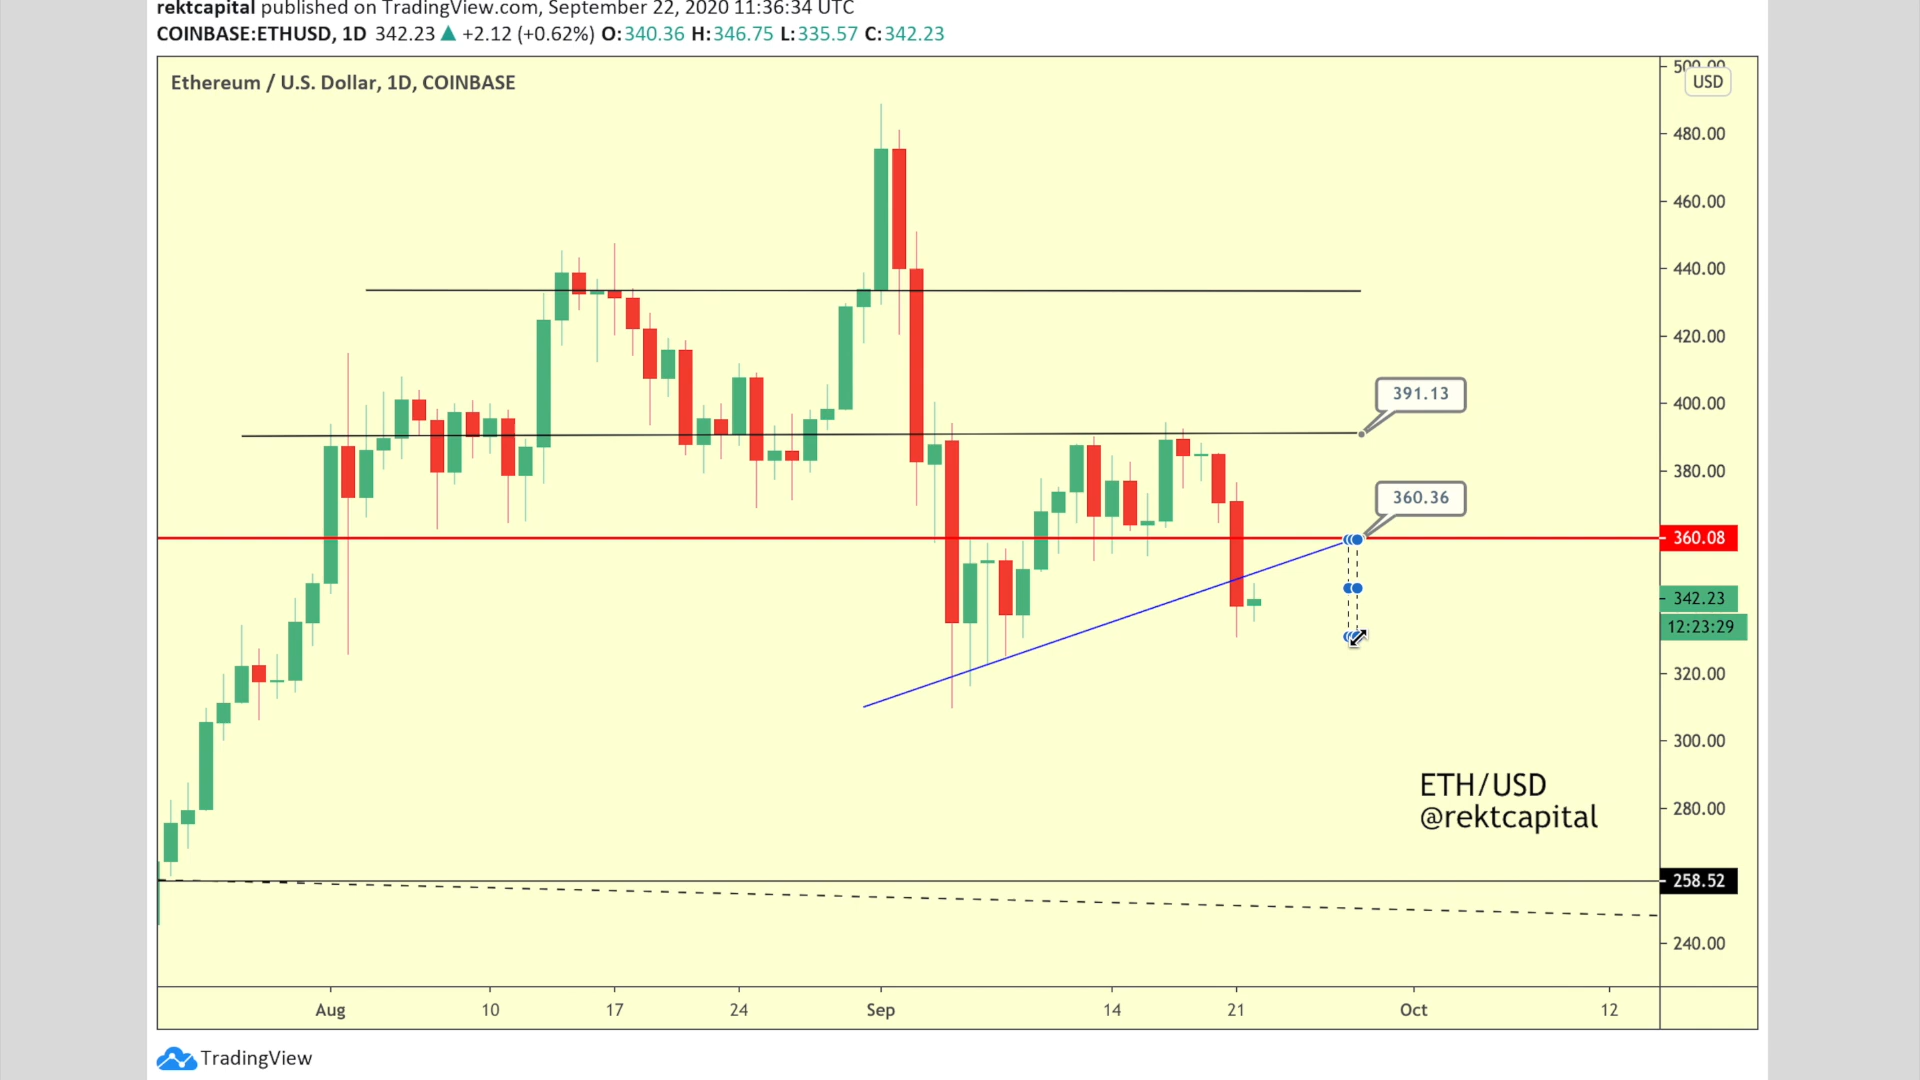 rektcapital published on TradingView.com, September 22, 2020 11:36:34 UTC
COINBASE:ETHUSD, 1D 342.23 ▲ +2.12 (+0.62%) O:340.36 H:346.75 L:335.57 C:342.23
Ethereum / U.S. Dollar, 1D, COINBASE
500.00
USD
480.00
460.00
440.00
420.00
391.13
400.00
380.00
360.36
360.08
342.23
12:23:29
320.00
300.00
ETH/USD
@rektcapital
280.00
258.52
240.00
Aug 10 17 24 Sep 14 21 Oct 12
TradingView